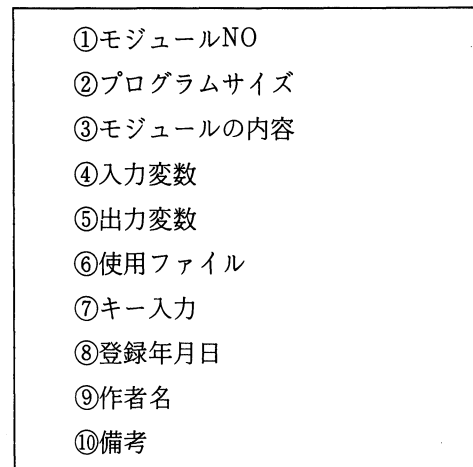 ①モジュールNO
②プログラムサイズ
③モジュールの内容
④入力変数
⑤出力変数
⑥使用ファイル
⑦キー入力
⑧登録年月日
⑨作者名
⑩備考